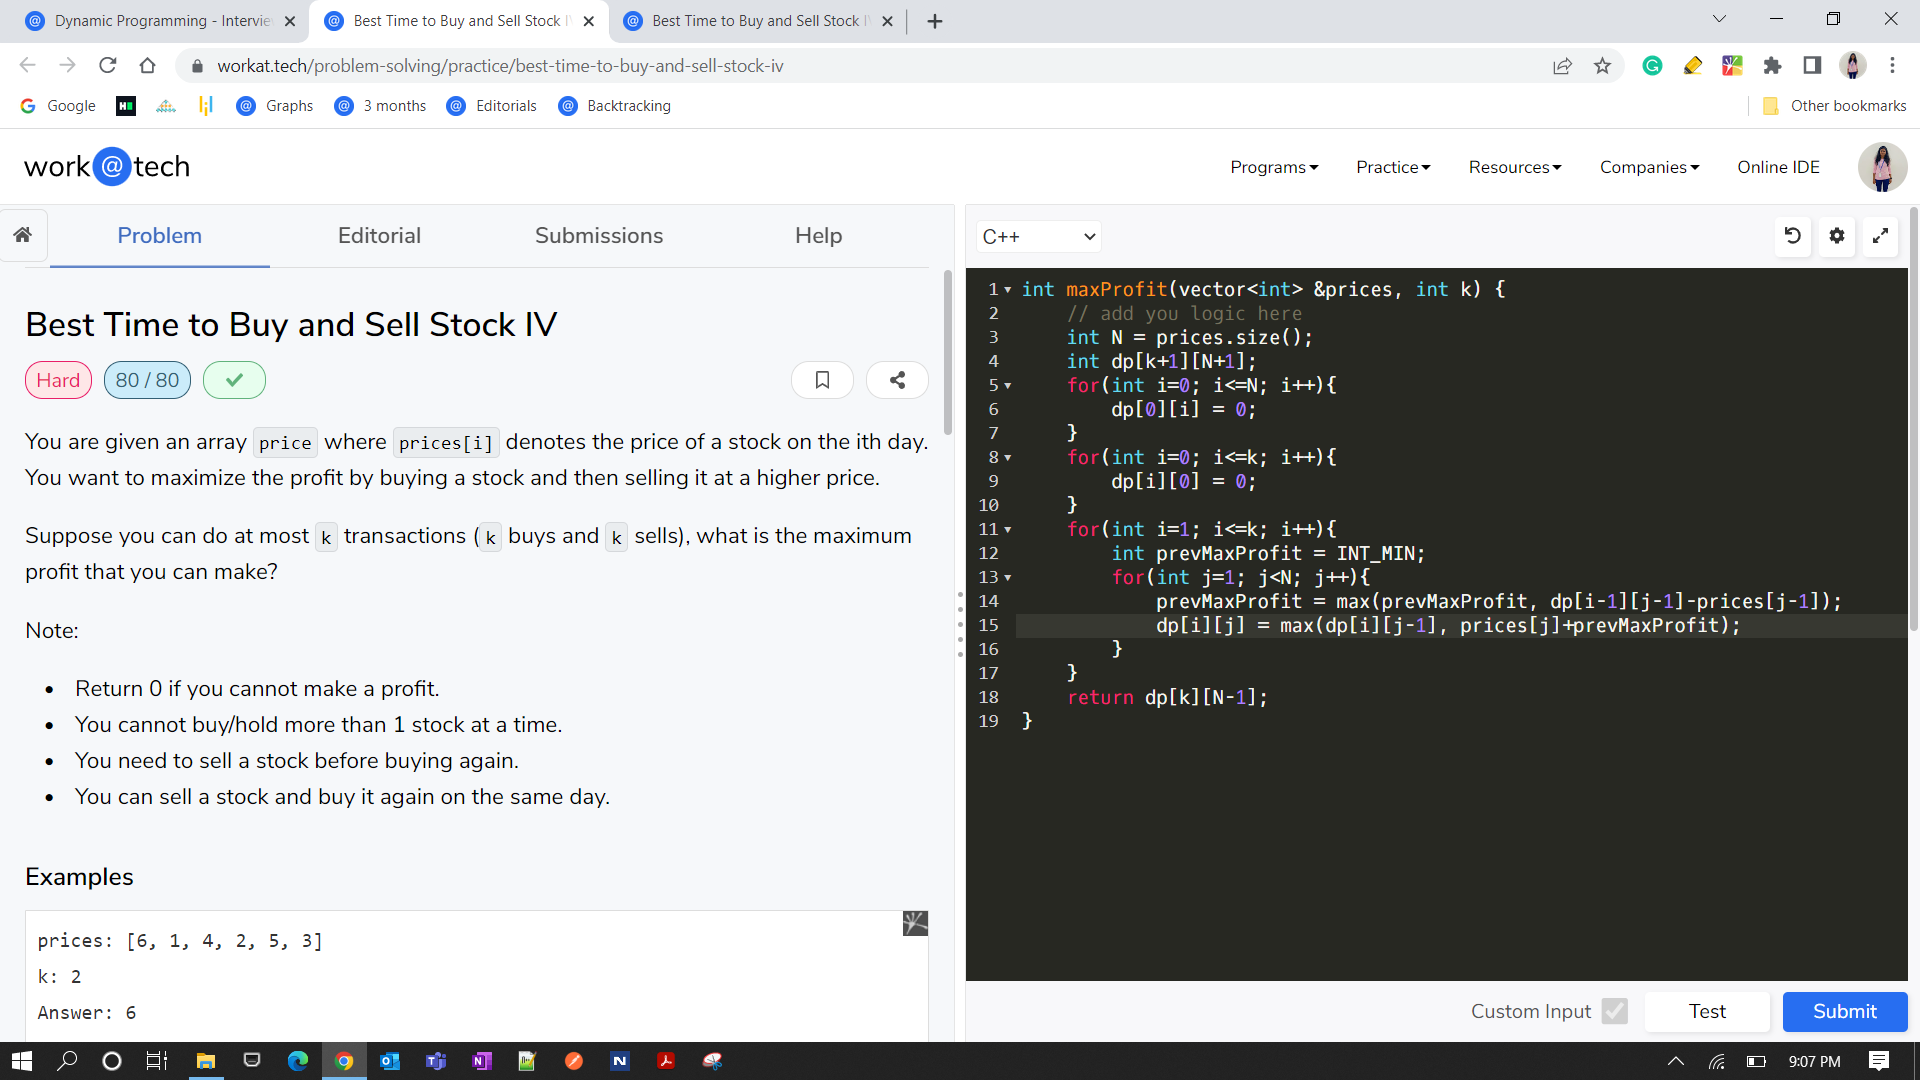 Dynamic Programming - Intervie
Best Time to Buy and Sell Stock I
Best Time to Buy and Sell Stock I
workat.tech/problem-solving/practice/best-time-to-buy-and-sell-stock-iv
Google
Graphs
3 months
Editorials
Backtracking
Other bookmarks
work@tech
Programs
Practice
Resources
Companies
Online IDE
Problem
Editorial
Submissions
Help
C++
Best Time to Buy and Sell Stock IV
Hard
80 / 80
You are given an array price where prices[i] denotes the price of a stock on the ith day.
You want to maximize the profit by buying a stock and then selling it at a higher price.
Suppose you can do at most k transactions (k buys and k sells), what is the maximum
profit that you can make?
Note:
• Return 0 if you cannot make a profit.
• You cannot buy/hold more than 1 stock at a time.
• You need to sell a stock before buying again.
• You can sell a stock and buy it again on the same day.
Examples
prices: [6, 1, 4, 2, 5, 3]
k: 2
Answer: 6
1 int maxProfit(vector<int> &prices, int k) {
2 // add you logic here
3 int N = prices.size();
4 int dp[k+1][N+1];
5 for(int i=0; i<=N; i++){
6 dp[0][i] = 0;
7 }
8 for(int i=0; i<=k; i++){
9 dp[i][0] = 0;
10 }
11 for(int i=1; i<=k; i++){
12 int prevMaxProfit = INT_MIN;
13 for(int j=1; j<N; j++){
14 prevMaxProfit = max(prevMaxProfit, dp[i-1][j-1]-prices[j-1]);
15 dp[i][j] = max(dp[i][j-1], prices[j]+prevMaxProfit);
16 }
17 }
18 return dp[k][N-1];
19 }
Custom Input
Test
Submit
9:07 PM